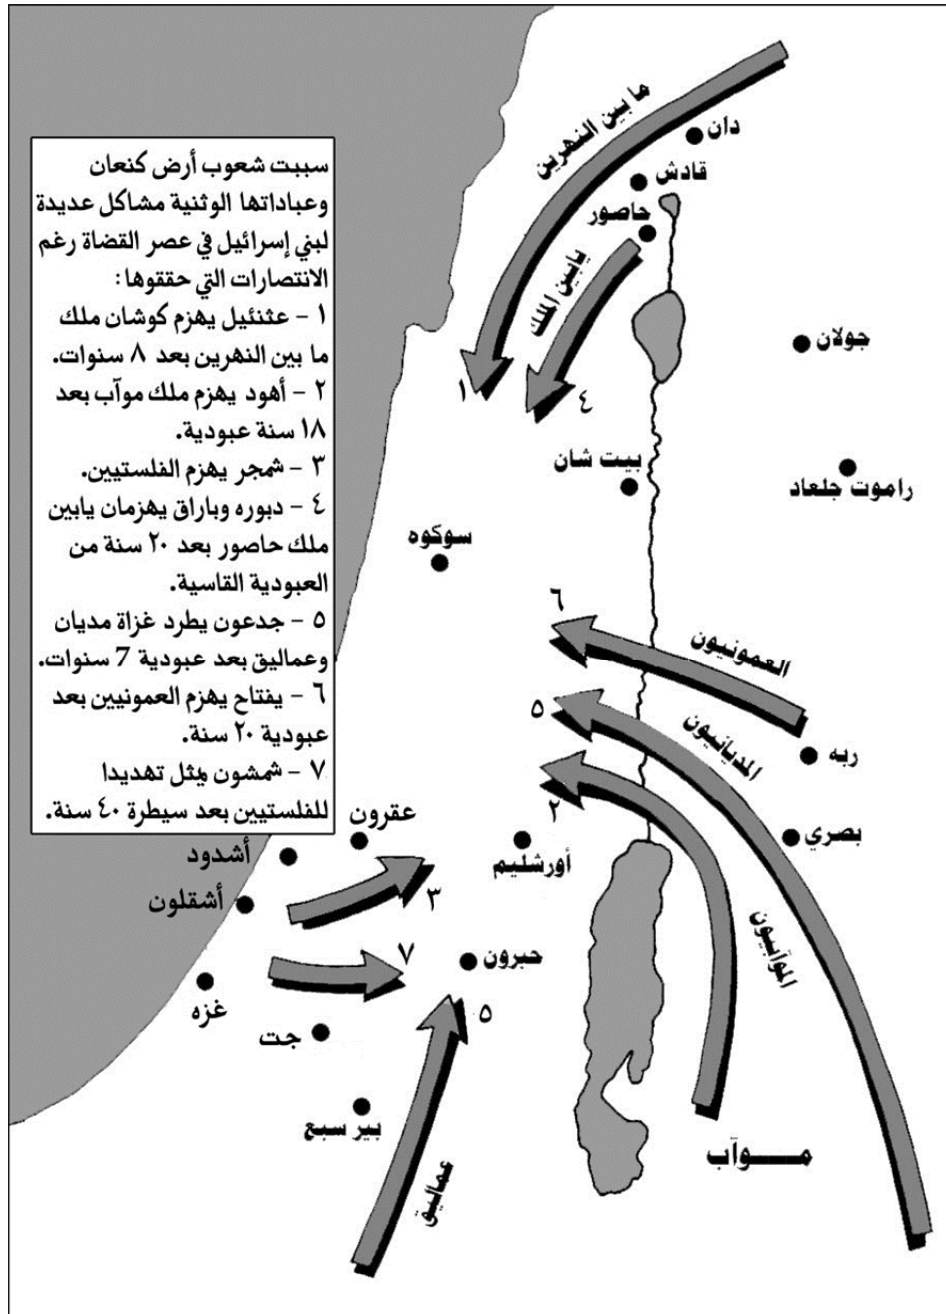 سببت شعوب أرض كنعان
وعباداتها الوثنية مشاكل عديدة
لبني إسرائيل في عصر القضاة رغم
الانتصارات التي حققوها:
١ - عثنئيل يهزم كوشان ملك
ما بين النهرين بعد ٨ سنوات.
٢ - أهود يهزم ملك موآب بعد
١٨ سنة عبودية.
٣ - شمجر يهزم الفلستيين.
٤ - دبوره وباراق يهزمان يابين
ملك حاصور بعد ٢٠ سنة من
العبودية القاسية.
٥ - جدعون يطرد غزاة مديان
وعماليق بعد عبودية 7 سنوات.
٦ - يفتاح يهزم العمونيين بعد
عبودية ٢٠ سنة.
٧ - شمشون يمثل تهديدا
للفلستيين بعد سيطرة ٤٠ سنة.
ما بين النهرين
دان
قادش
حاصور
يابين الملك
١
٤
جولان
بيت شان
راموت جلعاد
سوكوه
٦
العمونيون
٥
المديانيون
ربه
٢
بصري
عقرون
أشدود
أورشليم
أشقلون
٣
الموآبيون
٧
حبرون
غزه
٥
جت
بير سبع
موآب
عماليق